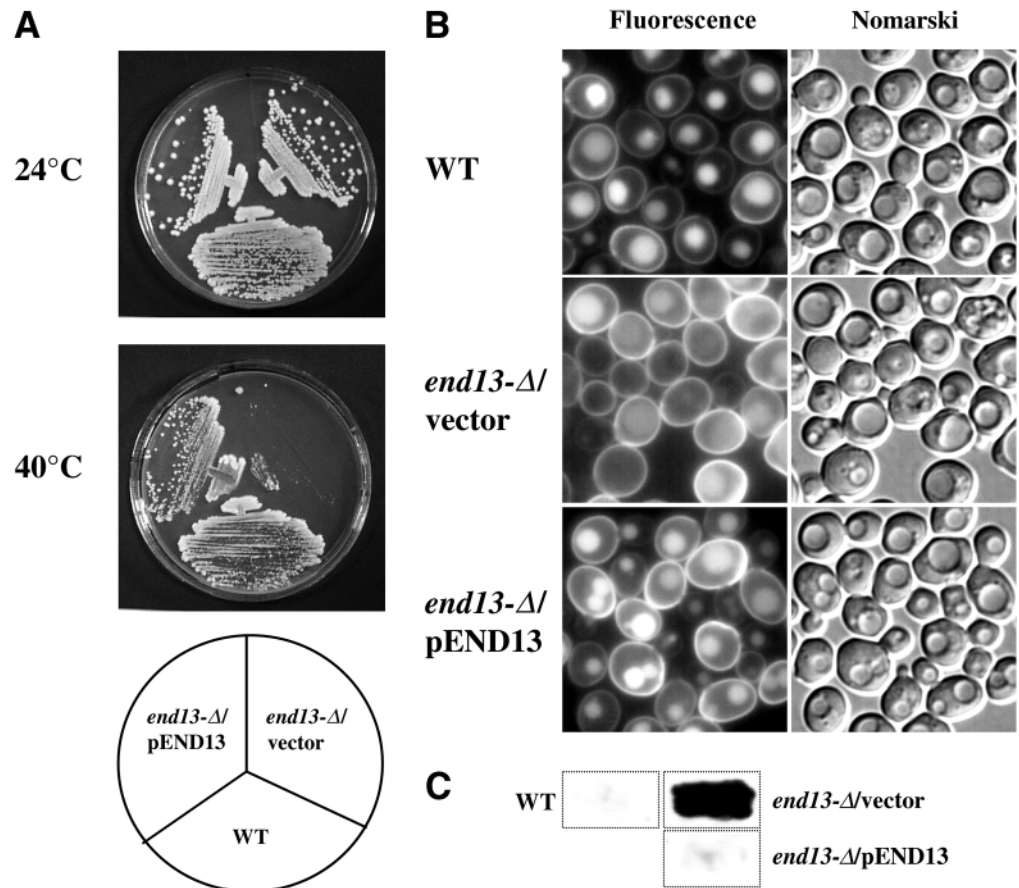 A
24°C
40°C
end13-Δ/
pEND13
end13-Δ/
vector
WT
B
Fluorescence
Nomarski
WT
end13-Δ/
vector
end13-Δ/
pEND13
C
WT
end13-Δ/vector
end13-Δ/pEND13